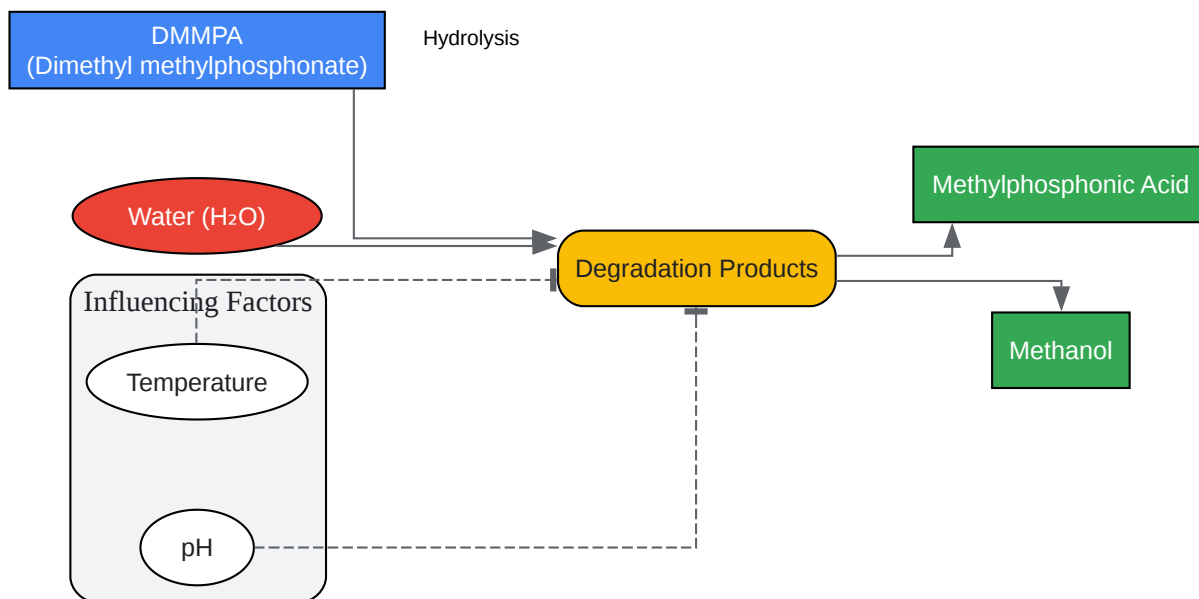 DMMPA
(Dimethyl methylphosphonate)
Hydrolysis
Water (H₂O)
Methylphosphonic Acid
Degradation Products
Influencing Factors
Methanol
Temperature
pH